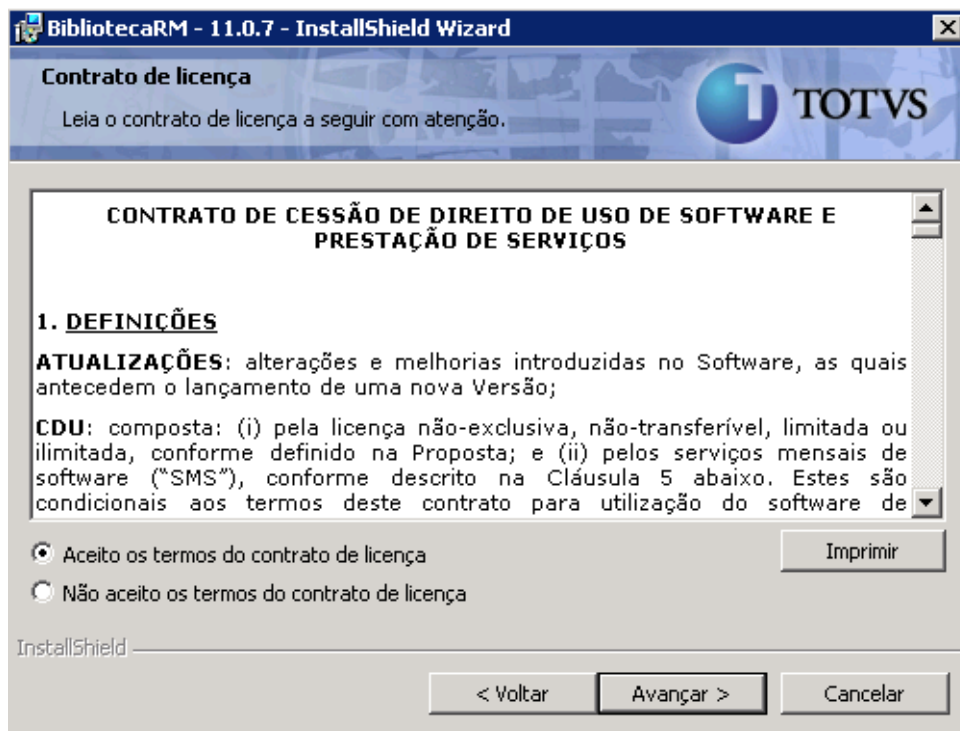 BibliotecaRM - 11.0.7 - InstallShield Wizard
Contrato de licença
Leia o contrato de licença a seguir com atenção.
TOTVS
CONTRATO DE CESSÃO DE DIREITO DE USO DE SOFTWARE E
PRESTAÇÃO DE SERVIÇOS
1. DEFINIÇÕES
ATUALIZAÇÕES: alterações e melhorias introduzidas no Software, as quais
antecedem o lançamento de uma nova Versão;
CDU: composta: (i) pela licença não-exclusiva, não-transferível, limitada ou
ilimitada, conforme definido na Proposta; e (ii) pelos serviços mensais de
software (“SMS”), conforme descrito na Cláusula 5 abaixo. Estes são
condicionais aos termos deste contrato para utilização do software de
Aceito os termos do contrato de licença
Imprimir
Não aceito os termos do contrato de licença
InstallShield
< Voltar
Avançar >
Cancelar